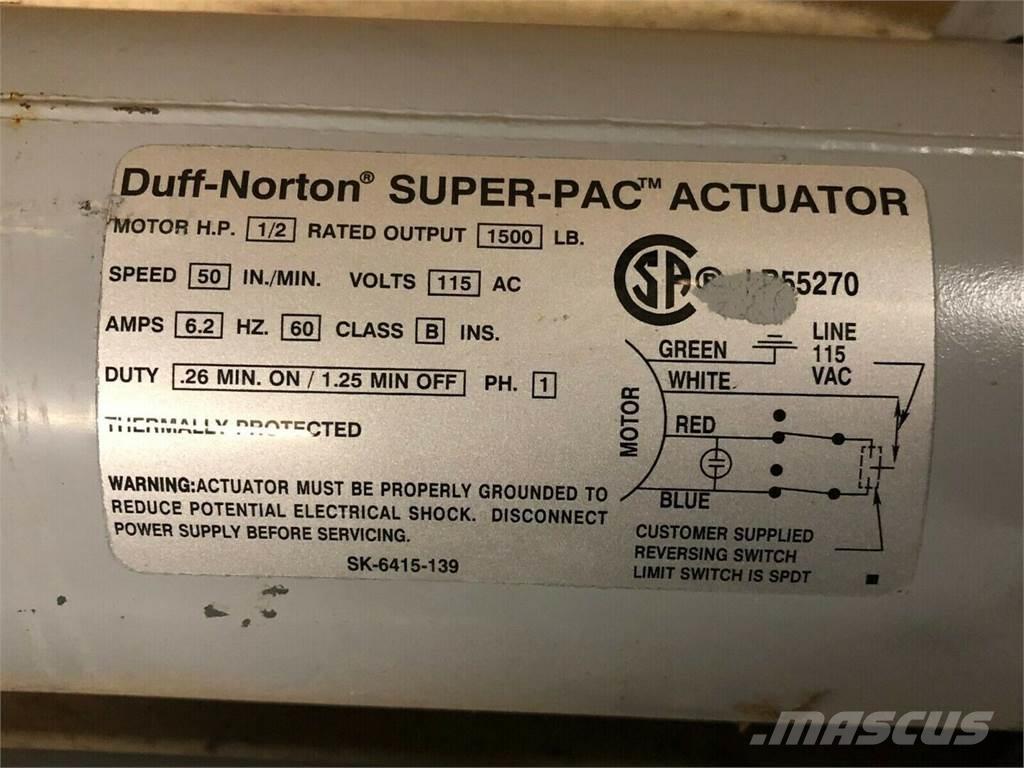 Duff-Norton® SUPER-PAC™ ACTUATOR
MOTOR H.P. 1/2 RATED OUTPUT 1500 LB.
SPEED 50 IN./MIN. VOLTS 115 AC
AMPS 6.2 HZ. 60 CLASS B INS.
DUTY .26 MIN. ON / 1.25 MIN OFF PH. 1
THERMALLY PROTECTED
WARNING:ACTUATOR MUST BE PROPERLY GROUNDED TO
REDUCE POTENTIAL ELECTRICAL SHOCK. DISCONNECT
POWER SUPPLY BEFORE SERVICING.
SK-6415-139
SA ®
GREEN
LINE
115
VAC
WHITE
MOTOR
RED
BLUE
CUSTOMER SUPPLIED
REVERSING SWITCH
LIMIT SWITCH IS SPDT
MASCUS